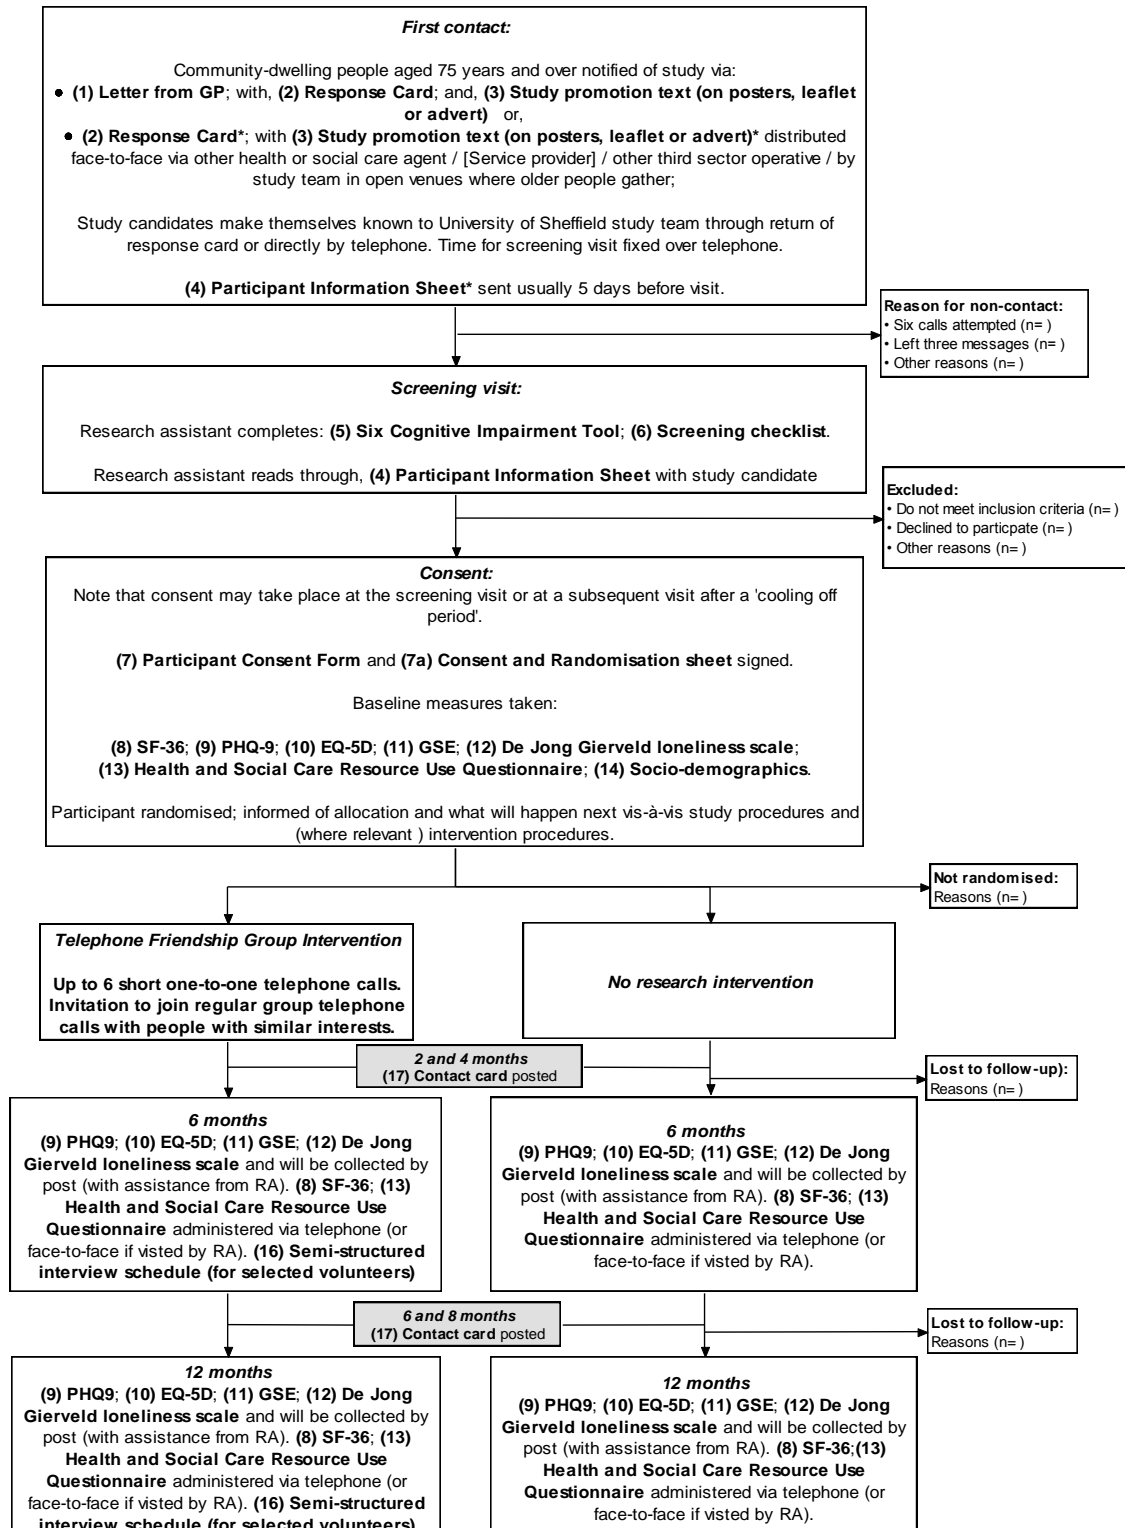 First contact:
Community-dwelling people aged 75 years and over notified of study via:
• (1) Letter from GP; with, (2) Response Card; and, (3) Study promotion text (on posters, leaflet
or advert) or,
• (2) Response Card*; with (3) Study promotion text (on posters, leaflet or advert)* distributed
face-to-face via other health or social care agent / [Service provider] / other third sector operative / by
study team in open venues where older people gather;
Study candidates make themselves known to University of Sheffield study team through return of
response card or directly by telephone. Time for screening visit fixed over telephone.
(4) Participant Information Sheet* sent usually 5 days before visit.
Reason for non-contact:
• Six calls attempted (n= )
• Left three messages (n= )
• Other reasons (n= )
Screening visit:
Research assistant completes: (5) Six Cognitive Impairment Tool; (6) Screening checklist.
Research assistant reads through, (4) Participant Information Sheet with study candidate
Excluded:
• Do not meet inclusion criteria (n= )
• Declined to particpate (n= )
• Other reasons (n= )
Consent:
Note that consent may take place at the screening visit or at a subsequent visit after a 'cooling off
period'.
(7) Participant Consent Form and (7a) Consent and Randomisation sheet signed.
Baseline measures taken:
(8) SF-36; (9) PHQ-9; (10) EQ-5D; (11) GSE; (12) De Jong Gierveld loneliness scale;
(13) Health and Social Care Resource Use Questionnaire; (14) Socio-demographics.
Participant randomised; informed of allocation and what will happen next vis-à-vis study procedures and
(where relevant ) intervention procedures.
Not randomised:
Reasons (n= )
Telephone Friendship Group Intervention
Up to 6 short one-to-one telephone calls.
Invitation to join regular group telephone
calls with people with similar interests.
No research intervention
2 and 4 months
(17) Contact card posted
Lost to follow-up):
Reasons (n= )
6 months
(9) PHQ9; (10) EQ-5D; (11) GSE; (12) De Jong
Gierveld loneliness scale and will be collected by
post (with assistance from RA). (8) SF-36; (13)
Health and Social Care Resource Use
Questionnaire administered via telephone (or
face-to-face if visted by RA). (16) Semi-structured
interview schedule (for selected volunteers)
6 months
(9) PHQ9; (10) EQ-5D; (11) GSE; (12) De Jong
Gierveld loneliness scale and will be collected by
post (with assistance from RA). (8) SF-36; (13)
Health and Social Care Resource Use
Questionnaire administered via telephone (or
face-to-face if visted by RA).
6 and 8 months
(17) Contact card posted
Lost to follow-up:
Reasons (n= )
12 months
(9) PHQ9; (10) EQ-5D; (11) GSE; (12) De Jong
Gierveld loneliness scale and will be collected by
post (with assistance from RA). (8) SF-36; (13)
Health and Social Care Resource Use
Questionnaire administered via telephone (or
face-to-face if visted by RA). (16) Semi-structured
interview schedule (for selected volunteers)
12 months
(9) PHQ9; (10) EQ-5D; (11) GSE; (12) De Jong
Gierveld loneliness scale and will be collected by
post (with assistance from RA). (8) SF-36;(13)
Health and Social Care Resource Use
Questionnaire administered via telephone (or
face-to-face if visted by RA).